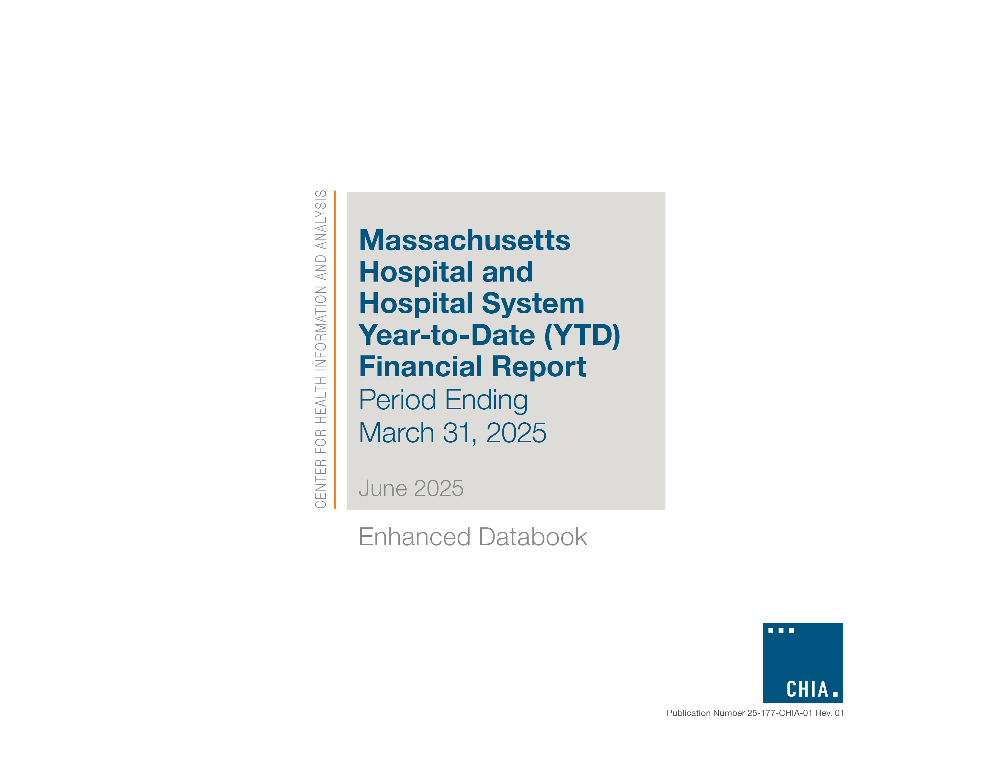 CENTER FOR HEALTH INFORMATION AND ANALYSIS
Massachusetts
Hospital and
Hospital System
Year-to-Date (YTD)
Financial Report
Period Ending
March 31, 2025
June 2025
Enhanced Databook
CHIA.
Publication Number 25-177-CHIA-01 Rev. 01